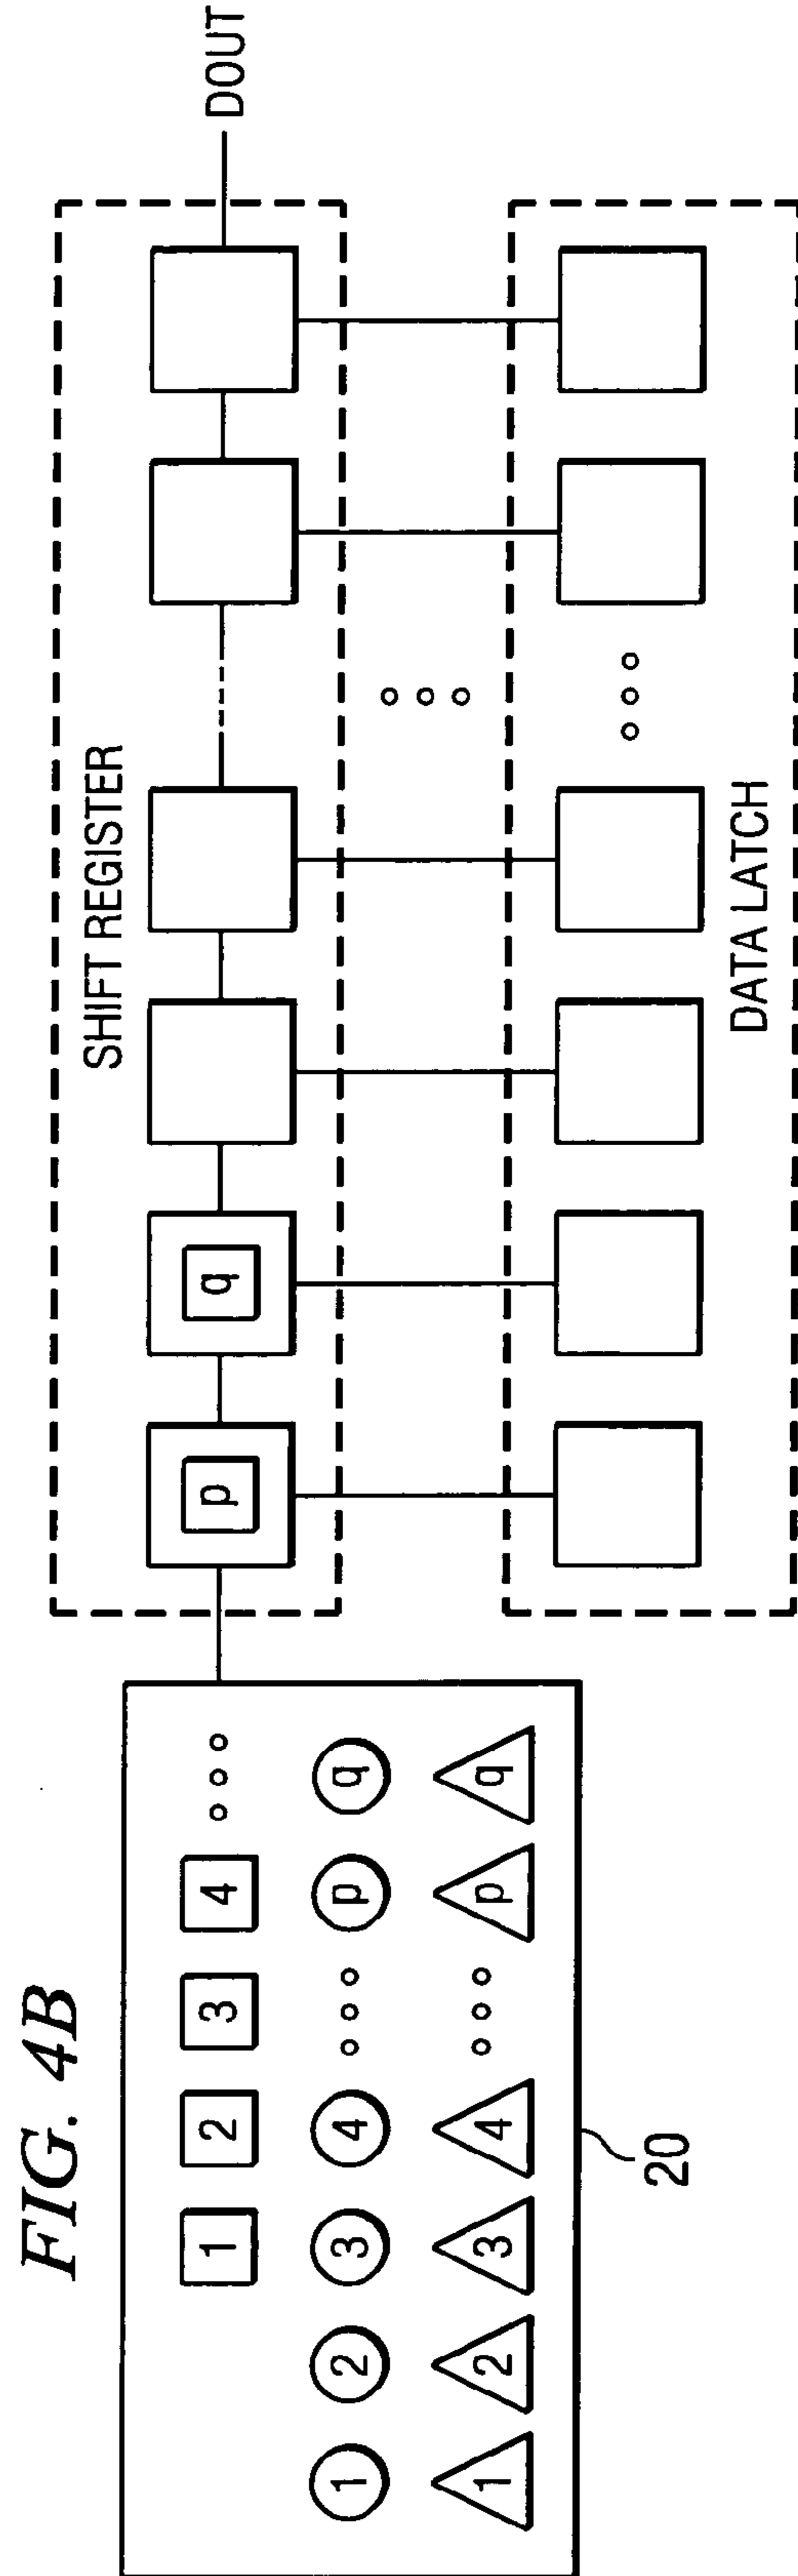 FIG. 4B
1 2 3 4
1 2 3 4 p q
1 2 3 4 p q
20
SHIFT REGISTER
p q
DOUT
DATA LATCH